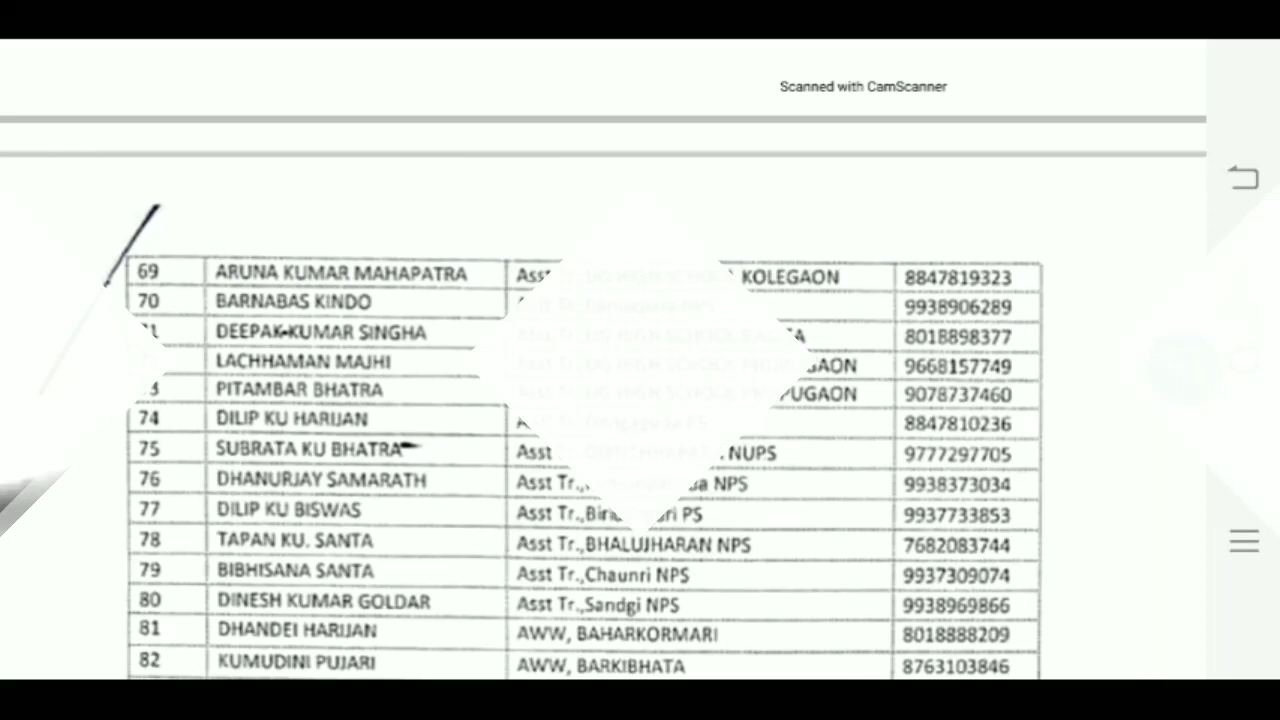 Scanned with CamScanner
69 ARUNA KUMAR MAHAPATRA Asst KOLEGAON 8847819323
70 BARNABAS KINDO 9938906289
DEEPAK KUMAR SINGHA 8018898377
LACHHAMAN MAJHI 9668157749
PITAMBAR BHATRA 9078737460
74 DILIP KU HARIJAN 8847810236
75 SUBRATA KU BHATRA Asst NUPS 9777297705
76 DHANURJAY SAMARATH Asst Tr., NPS 9938373034
77 DILIP KU BISWAS Asst Tr., PS 9937733853
78 TAPAN KU. SANTA Asst Tr.,BHALUJHARAN NPS 7682083744
79 BIBHISANA SANTA Asst Tr.,Chaunri NPS 9937309074
80 DINESH KUMAR GOLDAR Asst Tr.,Sandgi NPS 9938969866
81 DHANDEI HARIJAN AWW, BAHARKORMARI 8018888209
82 KUMUDINI PUJARI AWW, BARKIBHATA 8763103846